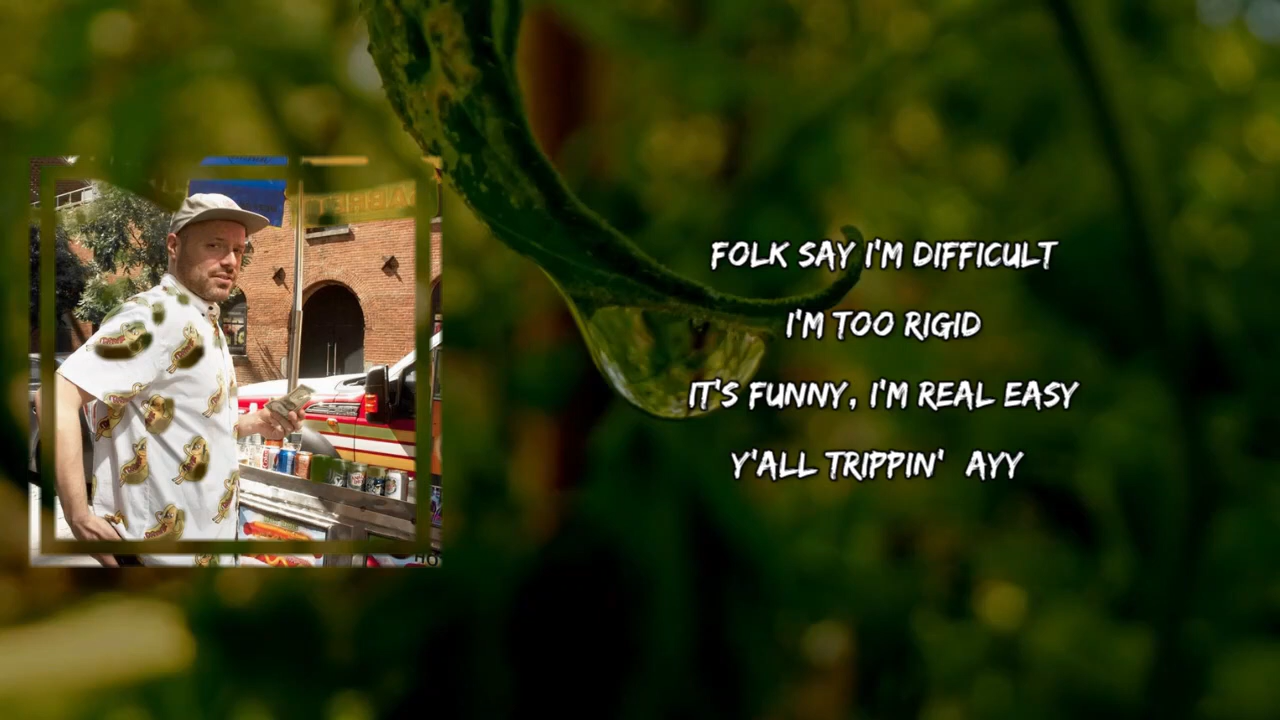 FOLK SAY I'M DIFFICULT
I'M TOO RIGID
IT'S FUNNY, I'M REAL EASY
Y'ALL TRIPPIN' AYY